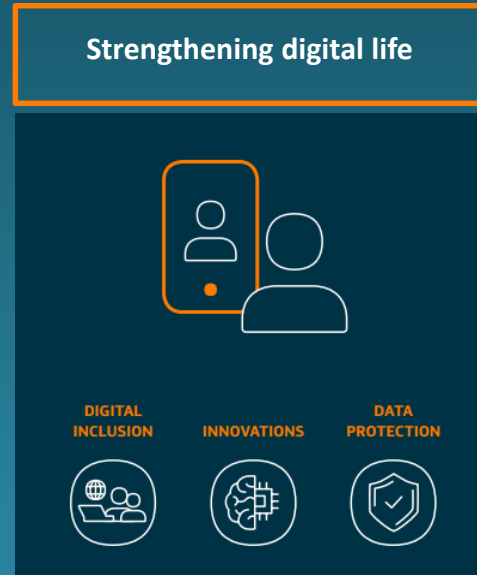 Strengthening digital life
DIGITAL
INCLUSION
INNOVATIONS
DATA
PROTECTION